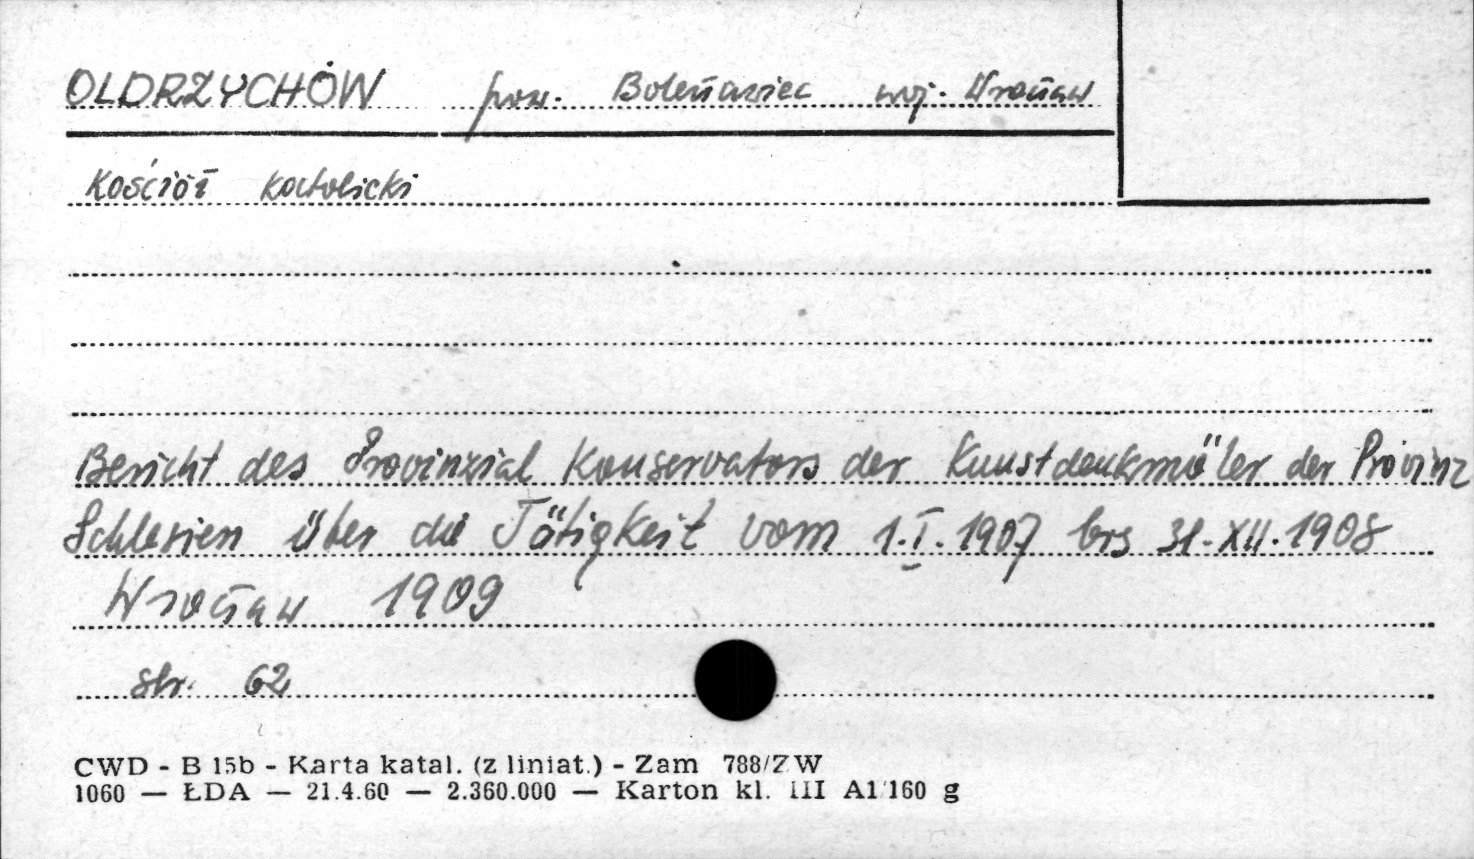 OLDRZYCHÓW pow. Bolesławiec woj. Wrocław
Kościół katolicki
Bericht des Provinzial Konservators der Kunstdenkmäler der Provinz
Schlesien über die Tätigkeit vom 1.I.1907 bis 31.XII.1908
Wrocław 1909
str. 62
CWD - B 15b - Karta katal. (z liniat.) - Zam 788/ZW
1060 — ŁDA — 21.4.60 — 2.360.000 — Karton kl. III A1/160 g